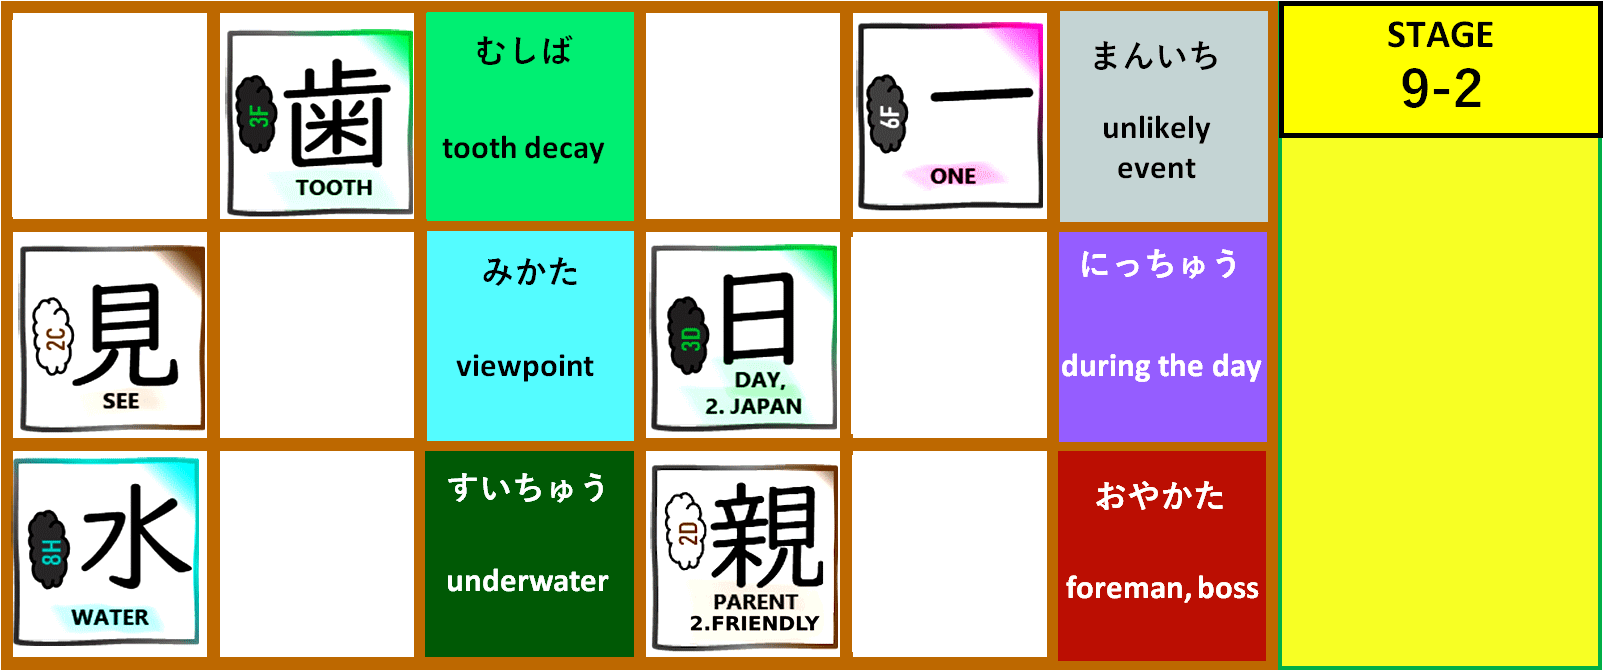 3F
歯
TOOTH
むしば
tooth decay
6F
一
ONE
まんいち
unlikely
event
STAGE
9-2
2C
見
SEE
みかた
viewpoint
3D
日
DAY,
2. JAPAN
にっちゅう
during the day
8H
水
WATER
すいちゅう
underwater
2D
親
PARENT
2.FRIENDLY
おやかた
foreman, boss